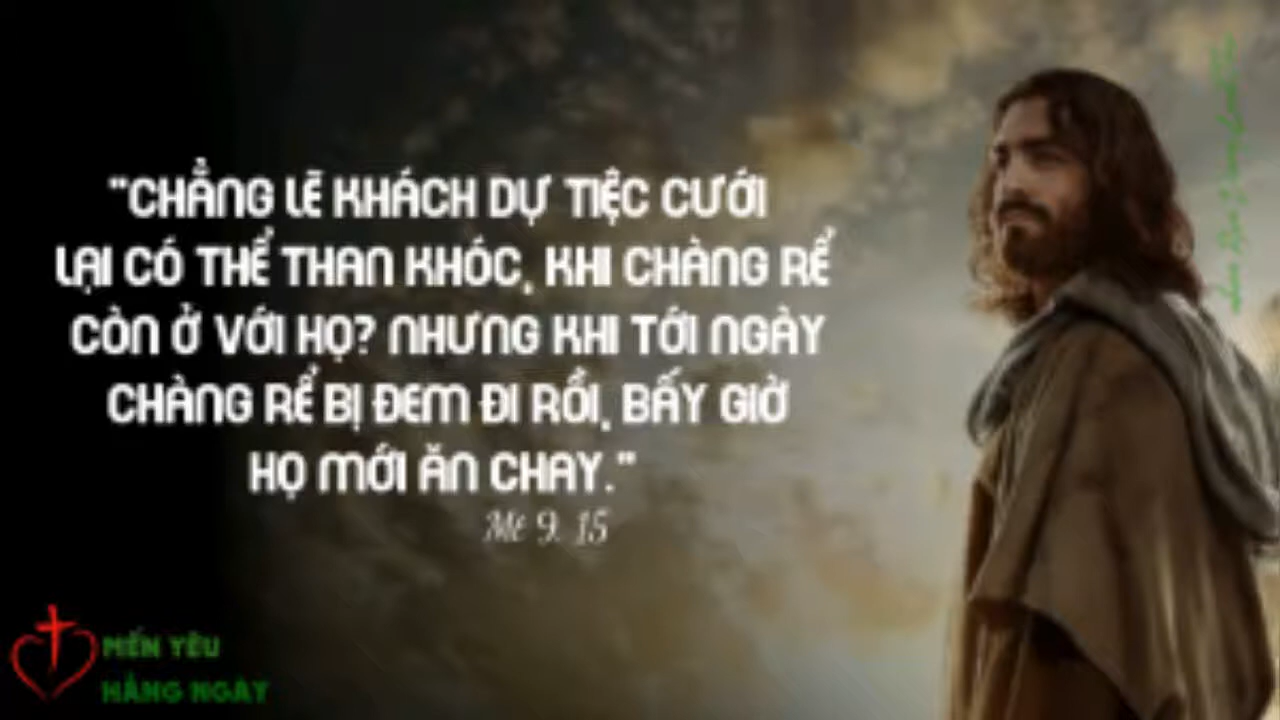 "CHẲNG LẼ KHÁCH DỰ TIỆC CƯỚI
LẠI CÓ THỂ THAN KHÓC, KHI CHÀNG RỂ
CÒN Ở VỚI HỌ? NHƯNG KHI TỚI NGÀY
CHÀNG RỂ BỊ ĐEM ĐI RỒI, BẤY GIỜ
HỌ MỚI ĂN CHAY."
Mt 9, 15
MẾN YÊU
HẰNG NGÀY